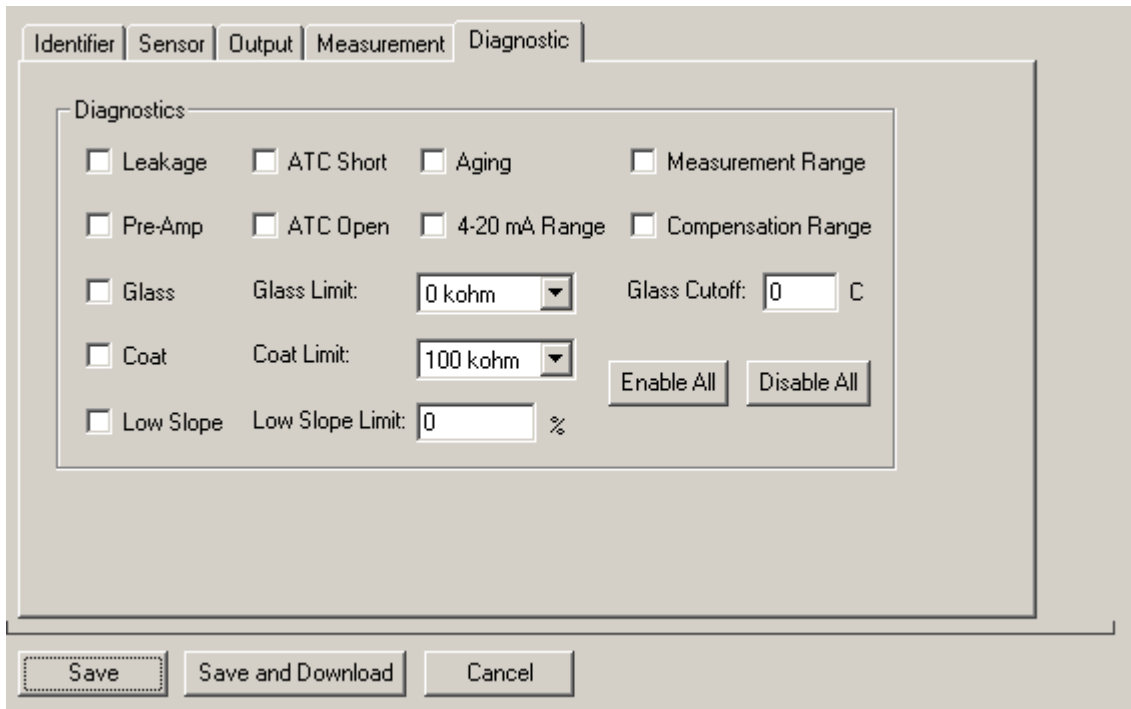 Identifier Sensor Output Measurement Diagnostic
Diagnostics
Leakage ATC Short Aging Measurement Range
Pre-Amp ATC Open 4-20 mA Range Compensation Range
Glass Glass Limit: 0 kohm Glass Cutoff: 0 C
Coat Coat Limit: 100 kohm
Enable All Disable All
Low Slope Low Slope Limit: 0 %
Save Save and Download Cancel